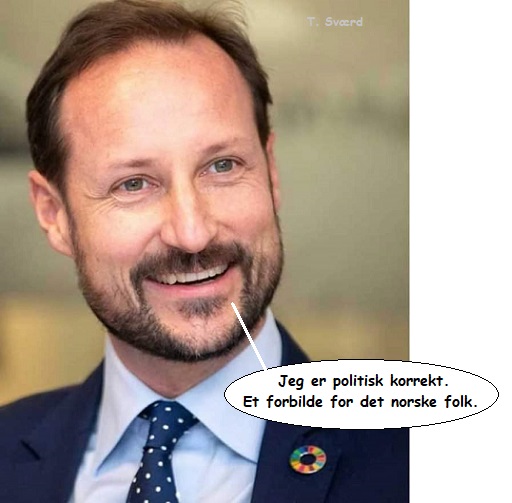 T. Sværd
Jeg er politisk korrekt.
Et forbilde for det norske folk.